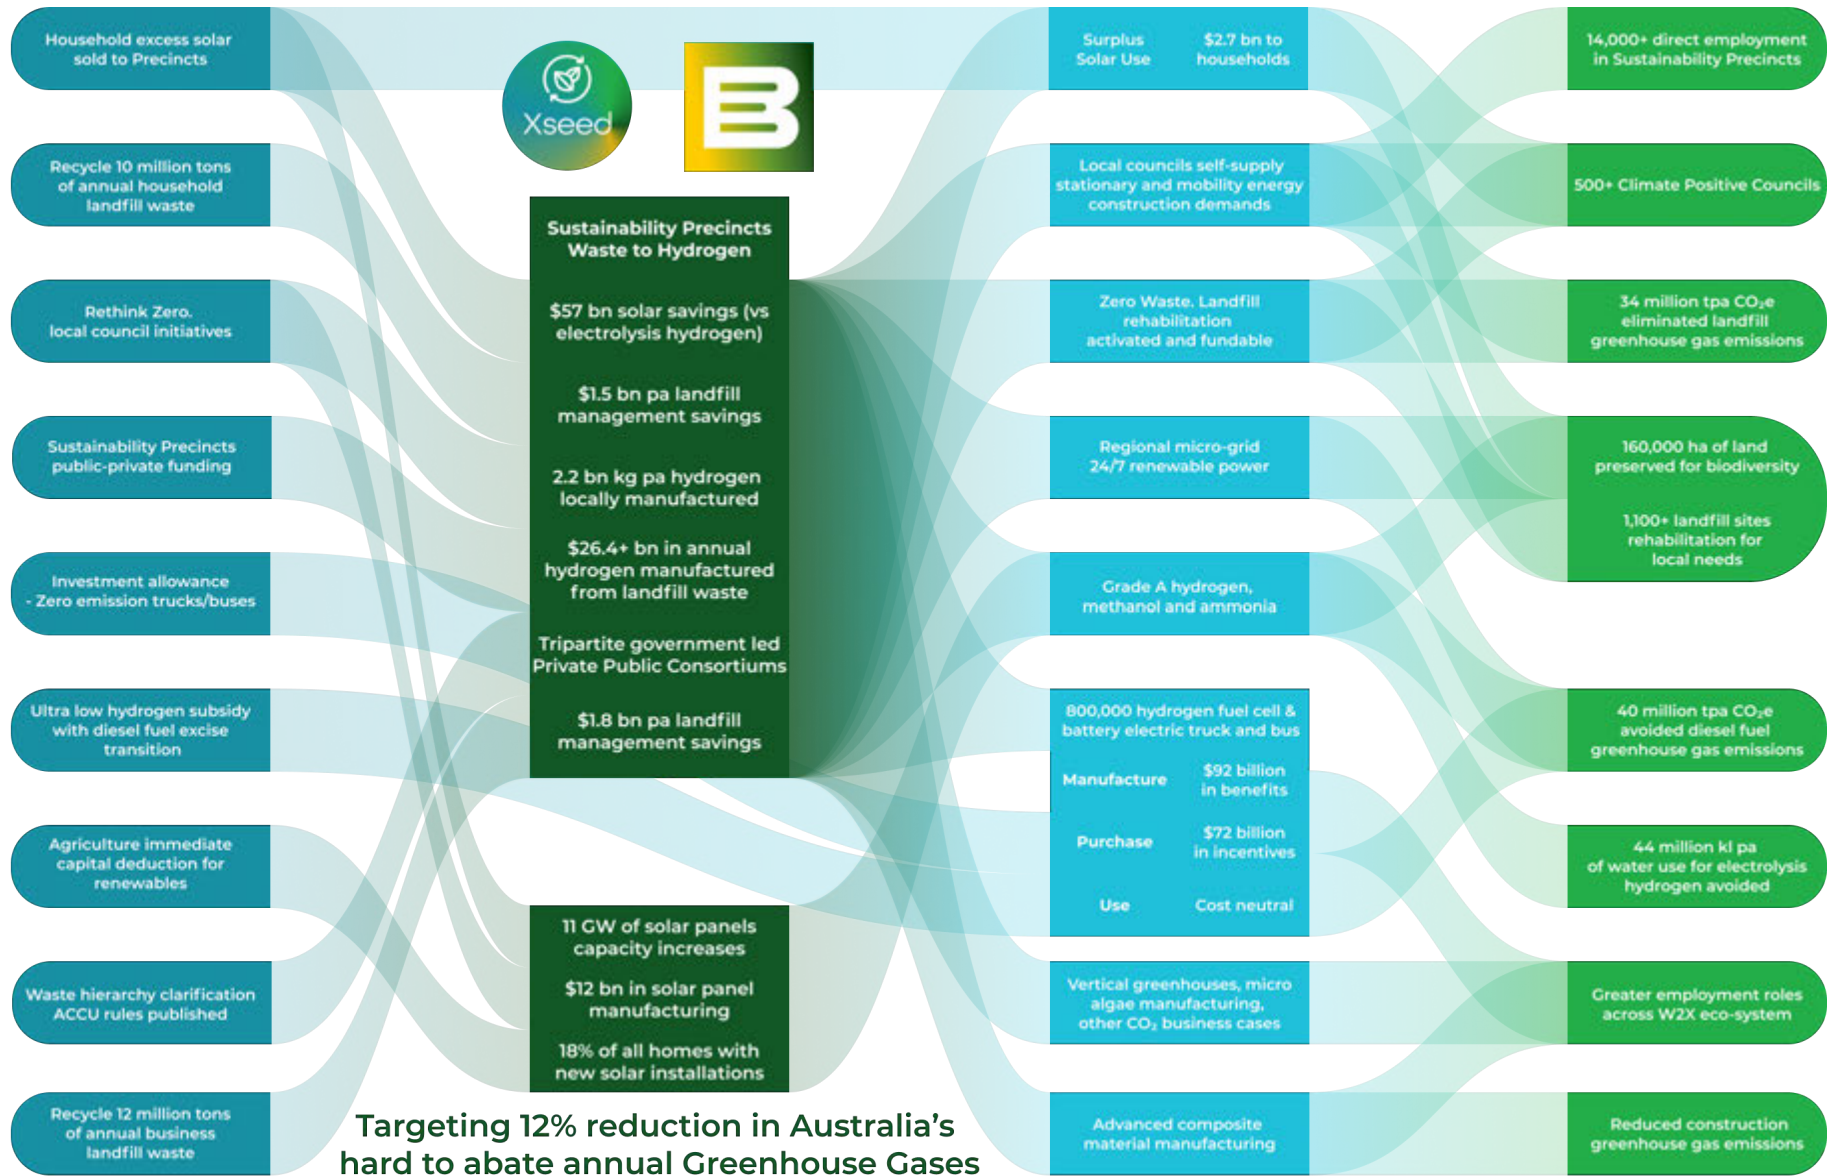 Household excess solar
sold to Precincts
Recycle 10 million tons
of annual household
landfill waste
Rethink Zero.
local council initiatives
Sustainability Precincts
public-private funding
Investment allowance
- Zero emission trucks/buses
Ultra low hydrogen subsidy
with diesel fuel excise
transition
Agriculture immediate
capital deduction for
renewables
Waste hierarchy clarification
ACCU rules published
Recycle 12 million tons
of annual business
landfill waste
Xseed
B
Sustainability Precincts
Waste to Hydrogen
$57 bn solar savings (vs
electrolysis hydrogen)
$1.5 bn pa landfill
management savings
2.2 bn kg pa hydrogen
locally manufactured
$26.4+ bn in annual
hydrogen manufactured
from landfill waste
Tripartite government led
Private Public Consortiums
$1.8 bn pa landfill
management savings
11 GW of solar panels
capacity increases
$12 bn in solar panel
manufacturing
18% of all homes with
new solar installations
Targeting 12% reduction in Australia's
hard to abate annual Greenhouse Gases
Surplus
Solar Use
$2.7 bn to
households
Local councils self-supply
stationary and mobility energy
construction demands
Zero Waste. Landfill
rehabilitation
activated and fundable
Regional micro-grid
24/7 renewable power
Grade A hydrogen,
methanol and ammonia
800,000 hydrogen fuel cell &
battery electric truck and bus
Manufacture
$92 billion
in benefits
Purchase
$72 billion
in incentives
Use
Cost neutral
Vertical greenhouses, micro
algae manufacturing,
other CO₂ business cases
Advanced composite
material manufacturing
14,000+ direct employment
in Sustainability Precincts
500+ Climate Positive Councils
34 million tpa CO₂e
eliminated landfill
greenhouse gas emissions
160,000 ha of land
preserved for biodiversity
1,100+ landfill sites
rehabilitation for
local needs
40 million tpa CO₂e
avoided diesel fuel
greenhouse gas emissions
44 million kl pa
of water use for electrolysis
hydrogen avoided
Greater employment roles
across W2X eco-system
Reduced construction
greenhouse gas emissions